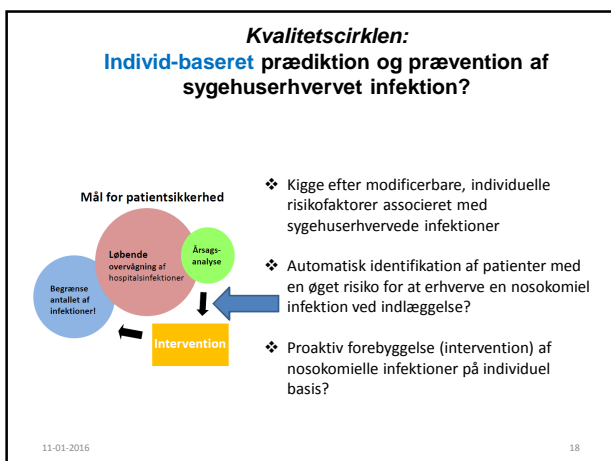 Kvalitetscirklen:
Individ-baseret prædiktion og prævention af
sygehuserhvervet infektion?
Mål for patientsikkerhed
Løbende
overvågning af
hospitalsinfektioner
Årsags-
analyse
Begrænse
antallet af
infektioner!
Intervention
❖ Kigge efter modificerbare, individuelle
risikofaktorer associeret med
sygehuserhvervede infektioner
❖ Automatisk identifikation af patienter med
en øget risiko for at erhverve en nosokomiel
infektion ved indlæggelse?
❖ Proaktiv forebyggelse (intervention) af
nosokomielle infektioner på individuel
basis?
11-01-2016
18